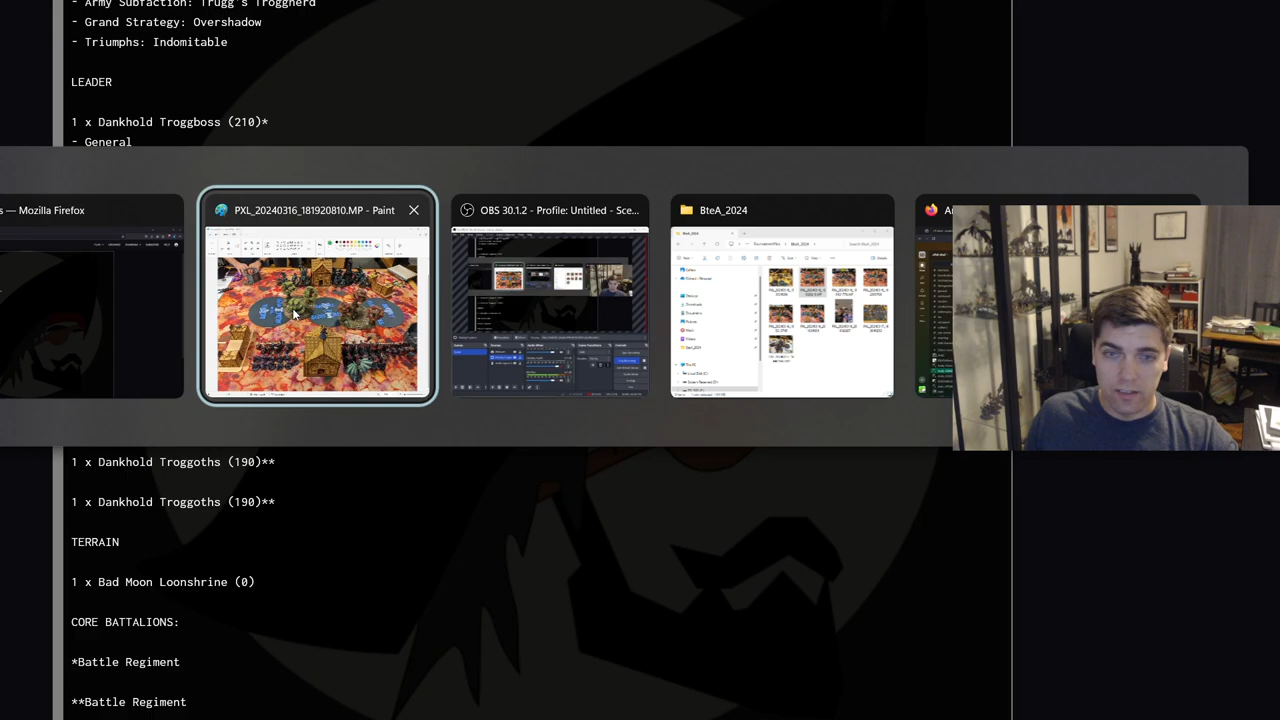 - Army Subfaction: Trugg's Troggherd
- Grand Strategy: Overshadow
- Triumphs: Indomitable
LEADER
1 x Dankhold Troggboss (210)*
- General
— Mozilla Firefox
PXL_20240316_181920810.MP - Paint
OBS 30.1.2 - Profile: Untitled - Sce...
BteA_2024
1 x Dankhold Troggoths (190)**
1 x Dankhold Troggoths (190)**
TERRAIN
1 x Bad Moon Loonshrine (0)
CORE BATTALIONS:
*Battle Regiment
**Battle Regiment